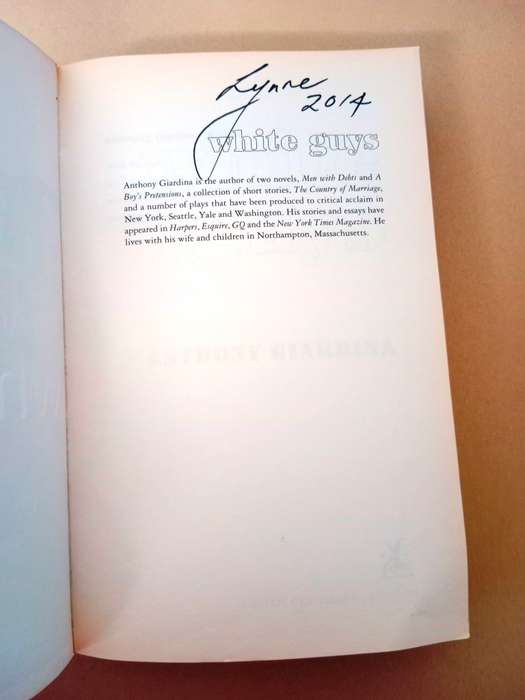 Lynne
2014
white guys
Anthony Giardina is the author of two novels, Men with Debts and A
Boy's Pretensions, a collection of short stories, The Country of Marriage,
and a number of plays that have been produced to critical acclaim in
New York, Seattle, Yale and Washington. His stories and essays have
appeared in Harpers, Esquire, GQ and the New York Times Magazine. He
lives with his wife and children in Northampton, Massachusetts.